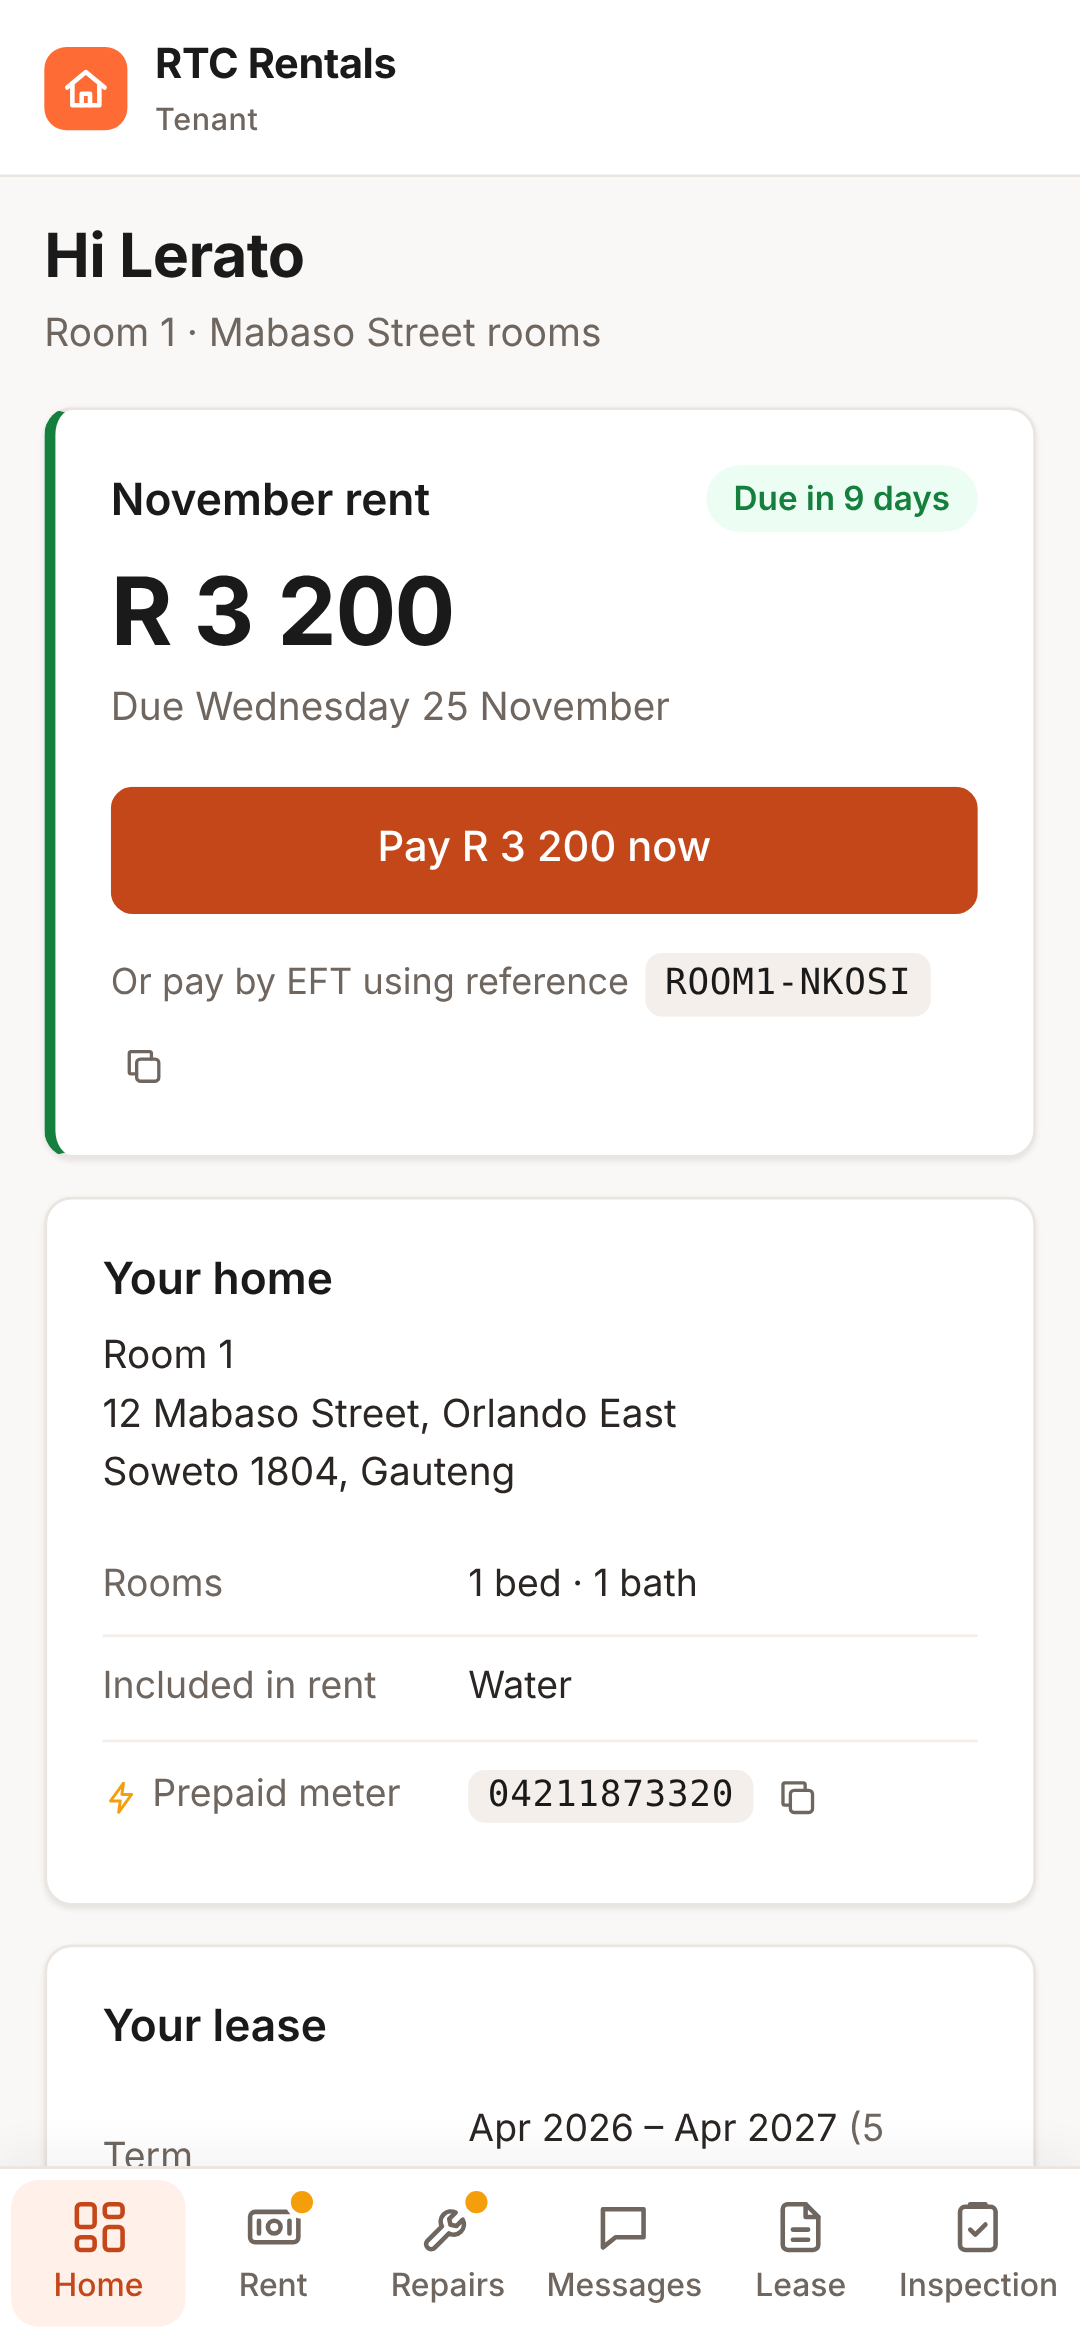 RTC Rentals
Tenant
Hi Lerato
Room 1 · Mabaso Street rooms
November rent
Due in 9 days
R 3 200
Due Wednesday 25 November
Pay R 3 200 now
Or pay by EFT using reference ROOM1-NKOSI
Your home
Room 1
12 Mabaso Street, Orlando East
Soweto 1804, Gauteng
Rooms 1 bed · 1 bath
Included in rent Water
Prepaid meter 04211873320
Your lease
Apr 2026 – Apr 2027 (5
Term
Home Rent Repairs Messages Lease Inspection